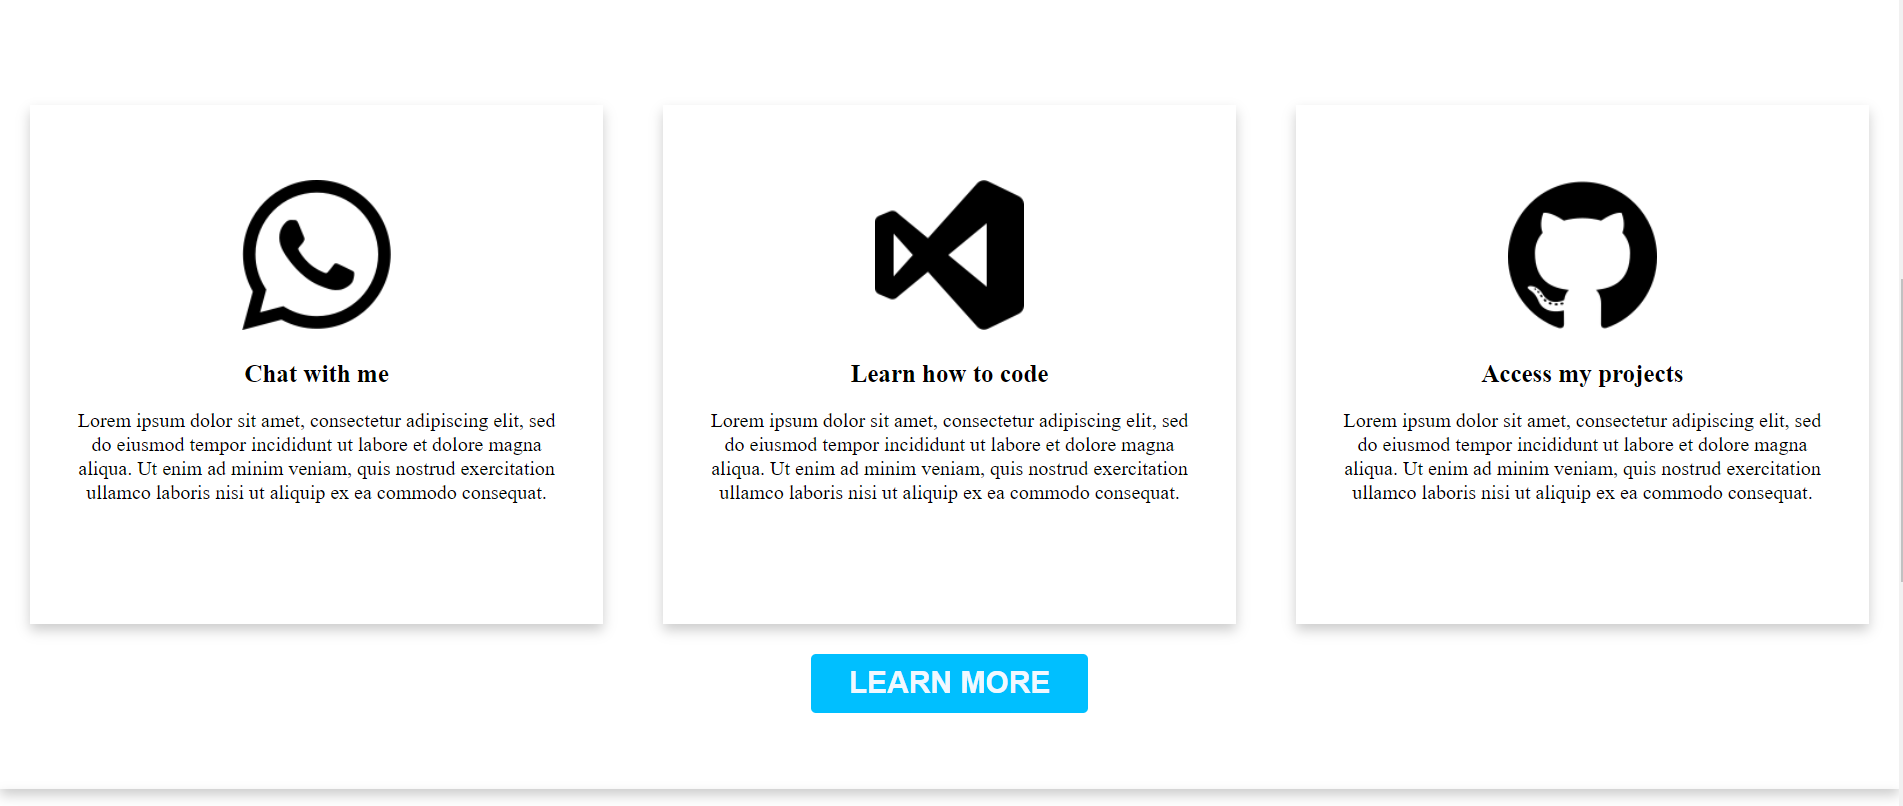 Chat with me
Lorem ipsum dolor sit amet, consectetur adipiscing elit, sed
do eiusmod tempor incididunt ut labore et dolore magna
aliqua. Ut enim ad minim veniam, quis nostrud exercitation
ullamco laboris nisi ut aliquip ex ea commodo consequat.
Learn how to code
Lorem ipsum dolor sit amet, consectetur adipiscing elit, sed
do eiusmod tempor incididunt ut labore et dolore magna
aliqua. Ut enim ad minim veniam, quis nostrud exercitation
ullamco laboris nisi ut aliquip ex ea commodo consequat.
Access my projects
Lorem ipsum dolor sit amet, consectetur adipiscing elit, sed
do eiusmod tempor incididunt ut labore et dolore magna
aliqua. Ut enim ad minim veniam, quis nostrud exercitation
ullamco laboris nisi ut aliquip ex ea commodo consequat.
LEARN MORE